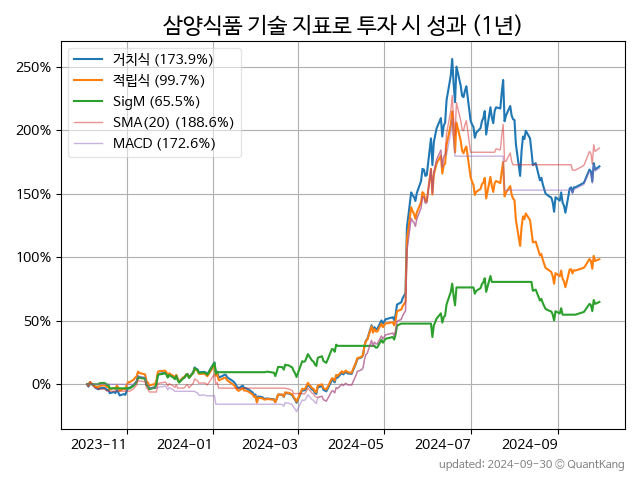 삼양식품 기술 지표로 투자 시 성과 (1년)
거치식 (173.9%)
적립식 (99.7%)
SigM (65.5%)
SMA(20) (188.6%)
MACD (172.6%)
250%
200%
150%
100%
50%
0%
2023-11 2024-01 2024-03 2024-05 2024-07 2024-09
updated: 2024-09-30 © QuantKang